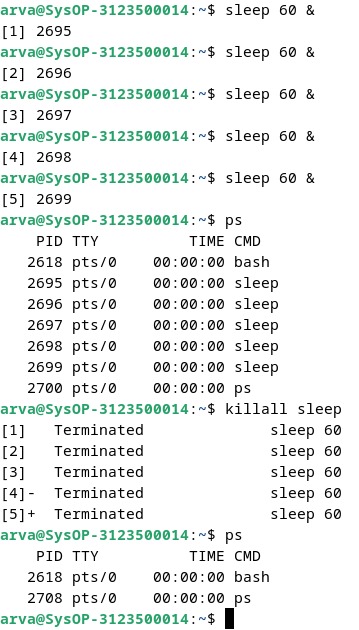 arva@SysOP-3123500014:~$ sleep 60 &
[1] 2695
arva@SysOP-3123500014:~$ sleep 60 &
[2] 2696
arva@SysOP-3123500014:~$ sleep 60 &
[3] 2697
arva@SysOP-3123500014:~$ sleep 60 &
[4] 2698
arva@SysOP-3123500014:~$ sleep 60 &
[5] 2699
arva@SysOP-3123500014:~$ ps
    PID TTY          TIME CMD
   2618 pts/0    00:00:00 bash
   2695 pts/0    00:00:00 sleep
   2696 pts/0    00:00:00 sleep
   2697 pts/0    00:00:00 sleep
   2698 pts/0    00:00:00 sleep
   2699 pts/0    00:00:00 sleep
   2700 pts/0    00:00:00 ps
arva@SysOP-3123500014:~$ killall sleep
[1]   Terminated              sleep 60
[2]   Terminated              sleep 60
[3]   Terminated              sleep 60
[4]-  Terminated              sleep 60
[5]+  Terminated              sleep 60
arva@SysOP-3123500014:~$ ps
    PID TTY          TIME CMD
   2618 pts/0    00:00:00 bash
   2708 pts/0    00:00:00 ps
arva@SysOP-3123500014:~$